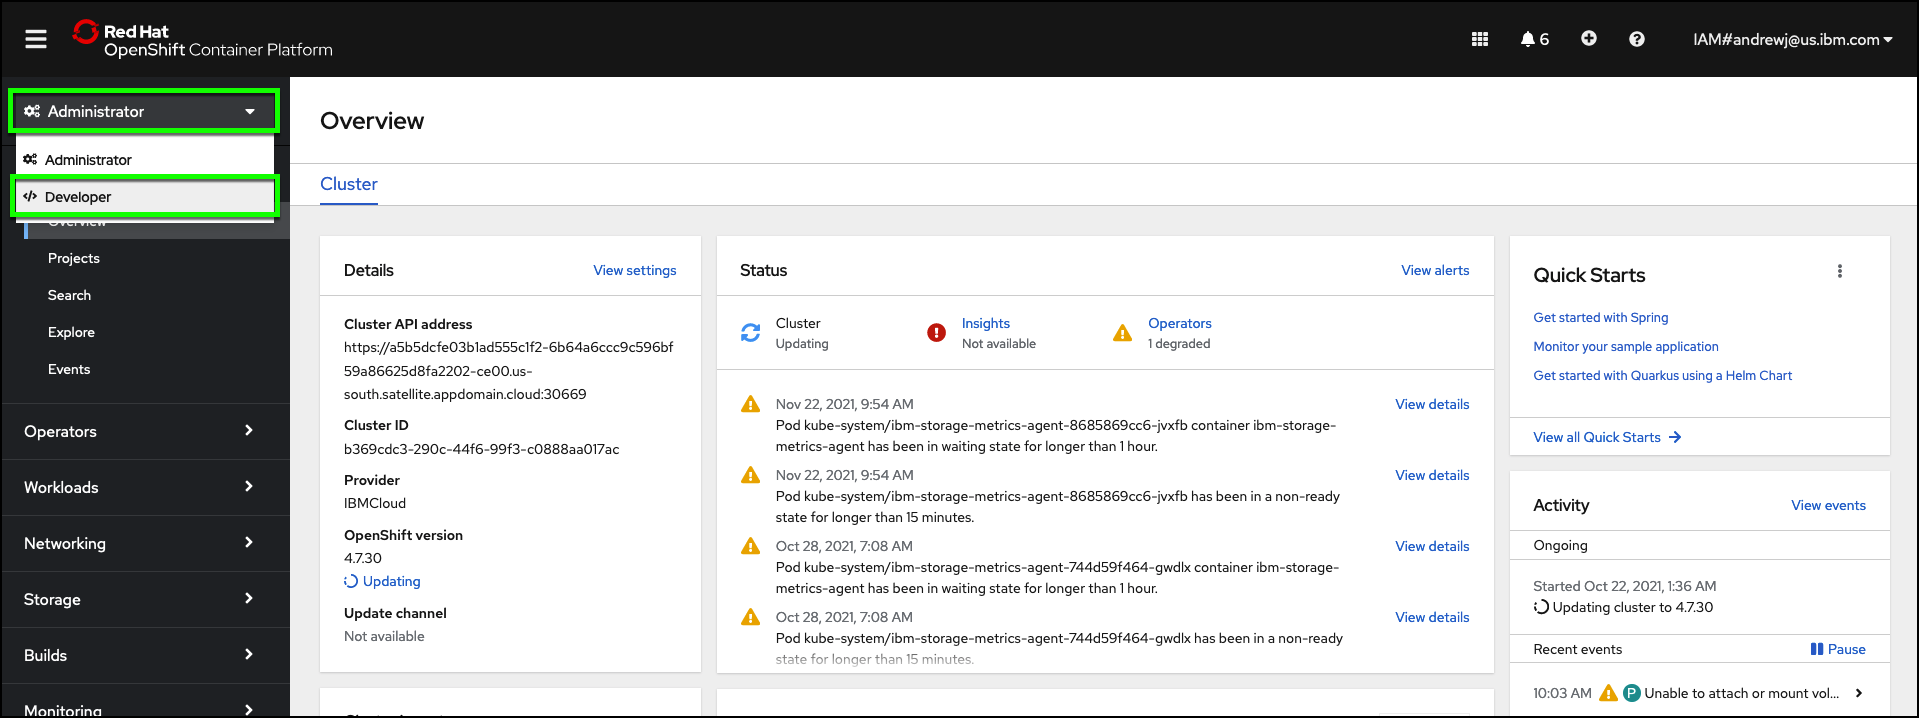 Red Hat
OpenShift Container Platform
6
IAM#andrewj@us.ibm.com
Administrator
Administrator
Developer
Overview
Projects
Search
Explore
Events
Operators
Workloads
Networking
Storage
Builds
Monitoring
Overview
Cluster
Details
View settings
Cluster API address
https://a5b5dcfe03b1ad555c1f2-6b64a6ccc9c596bf
59a86625d8fa2202-ce00.us-
south.satellite.appdomain.cloud:30669
Cluster ID
b369cdc3-290c-44f6-99f3-c0888aa017ac
Provider
IBMCloud
OpenShift version
4.7.30
Updating
Update channel
Not available
Status
View alerts
Cluster
Updating
Insights
Not available
Operators
1 degraded
Nov 22, 2021, 9:54 AM
View details
Pod kube-system/ibm-storage-metrics-agent-8685869cc6-jvxfb container ibm-storage-
metrics-agent has been in waiting state for longer than 1 hour.
Nov 22, 2021, 9:54 AM
View details
Pod kube-system/ibm-storage-metrics-agent-8685869cc6-jvxfb has been in a non-ready
state for longer than 15 minutes.
Oct 28, 2021, 7:08 AM
View details
Pod kube-system/ibm-storage-metrics-agent-744d59f464-gwdlx container ibm-storage-
metrics-agent has been in waiting state for longer than 1 hour.
Oct 28, 2021, 7:08 AM
View details
Pod kube-system/ibm-storage-metrics-agent-744d59f464-gwdlx has been in a non-ready
state for longer than 15 minutes.
Quick Starts
Get started with Spring
Monitor your sample application
Get started with Quarkus using a Helm Chart
View all Quick Starts
Activity
View events
Ongoing
Started Oct 22, 2021, 1:36 AM
Updating cluster to 4.7.30
Recent events
Pause
10:03 AM P Unable to attach or mount vol...